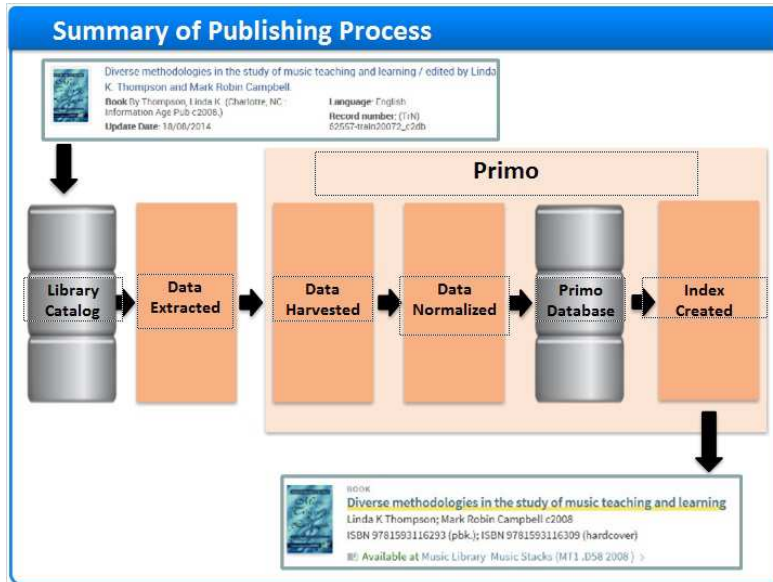 Summary of Publishing Process
Diverse methodologies in the study of music teaching and learning / edited by Linda
K. Thompson and Mark Robin Campbell.
Book By Thompson, Linda K. (Charlotte, NC :
Information Age Pub c2008.)
Language: English
Record number: (TrN)
Update Date: 18/08/2014
62557-train20072_c2db
Primo
Library
Catalog
Data
Extracted
Data
Harvested
Data
Normalized
Primo
Database
Index
Created
BOOK
Diverse methodologies in the study of music teaching and learning
Linda K Thompson; Mark Robin Campbell c2008
ISBN 9781593116293 (pbk.); ISBN 9781593116309 (hardcover)
Available at Music Library Music Stacks (MT1 .D58 2008 ) >